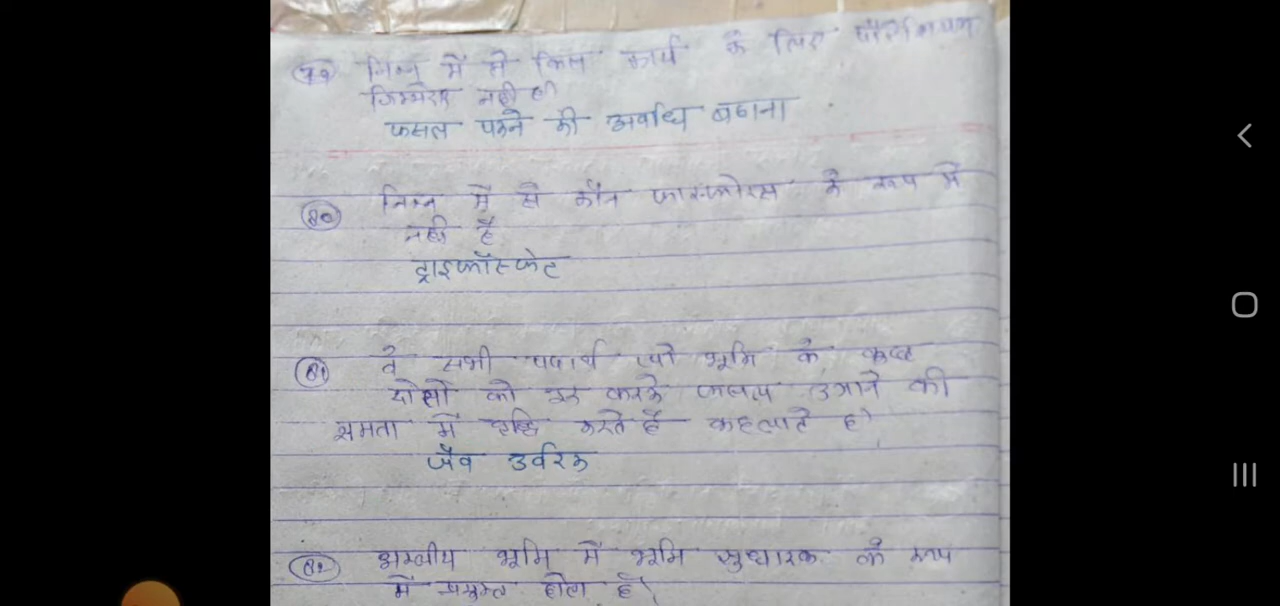 79 निम्न में से किस कार्य के लिए पोटेशियम
जिम्मेदार नहीं है
फसल पकने की अवधि बढाना
80 निम्न में से कौन फास्फोरस के रूप में
नही है
ट्राइफॉस्फेट
81 वे सभी पदार्थ जो भूमि के कुछ
दोषो को दूर करके फसल उगाने की
क्षमता में वृद्धि करते है कहलाते है।
जैव उर्वरक
82 अम्लीय भूमि में भूमि सुधारक के रूप
में प्रयुक्त होता है।